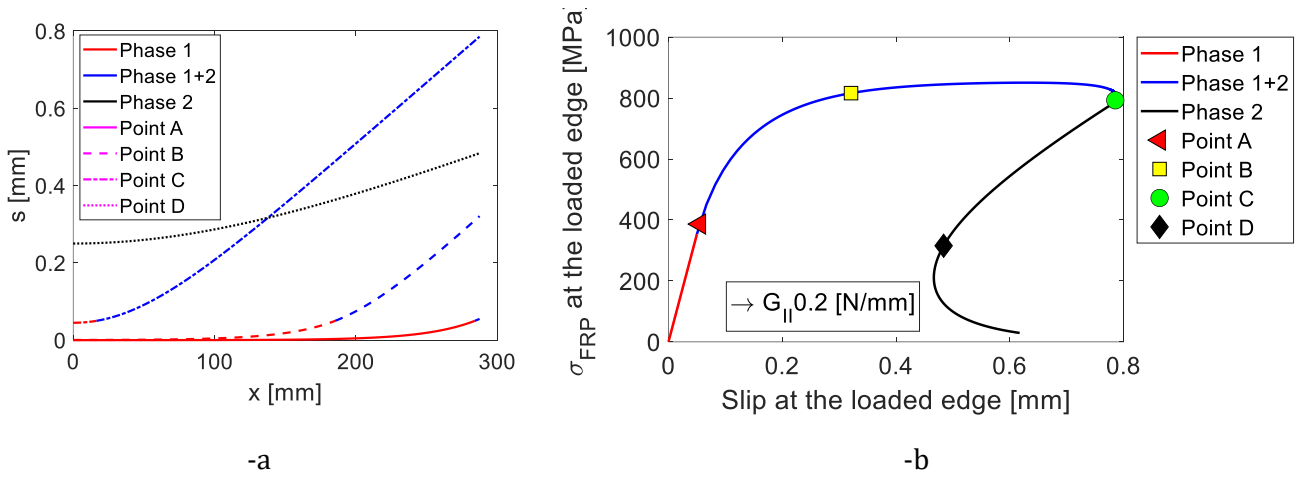 0.8
0.6
0.4
0.2
0
0
100
200
300
s [mm]
x [mm]
Phase 1
Phase 1+2
Phase 2
Point A
Point B
Point C
Point D
-a
1000
800
600
400
200
0
0
0.2
0.4
0.6
0.8
σFRP at the loaded edge [MPa]
Slip at the loaded edge [mm]
→ GII0.2 [N/mm]
Phase 1
Phase 1+2
Phase 2
Point A
Point B
Point C
Point D
-b